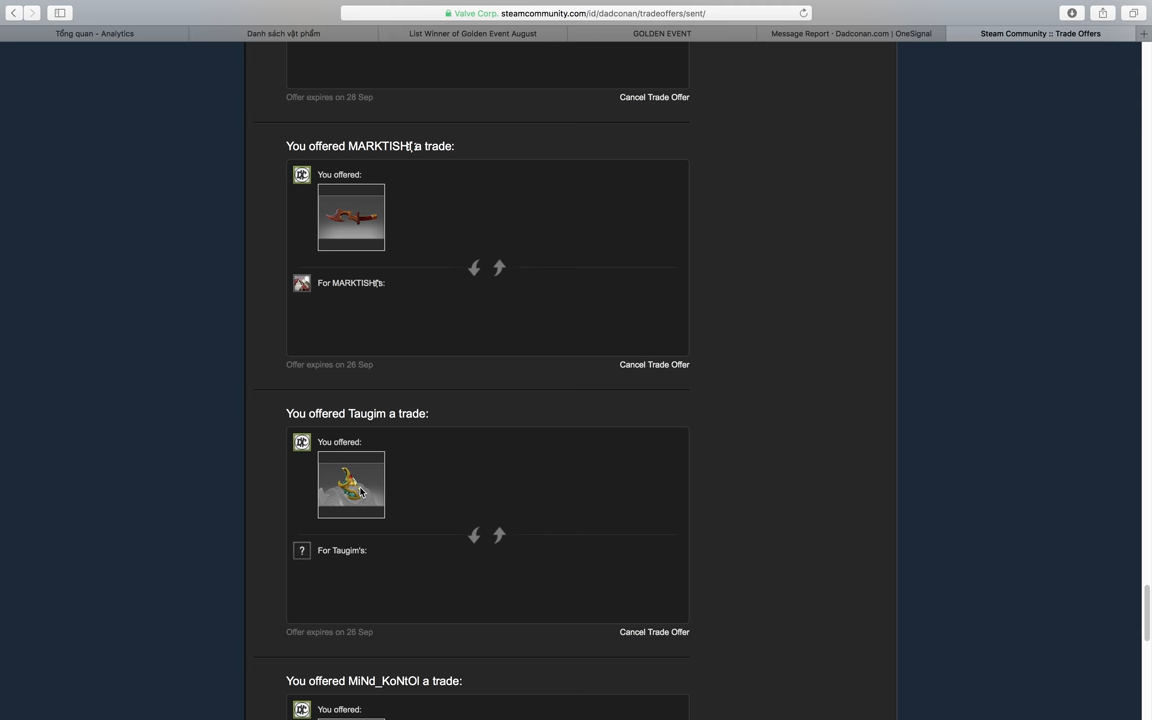 Valve Corp. steamcommunity.com/id/dadconan/tradeoffers/sent/
Tổng quan - Analytics
Danh sách vật phẩm
List Winner of Golden Event August
GOLDEN EVENT
Message Report · Dadconan.com | OneSignal
Steam Community :: Trade Offers
Offer expires on 28 Sep
Cancel Trade Offer
You offered a trade:
You offered:
For
Offer expires on 26 Sep
Cancel Trade Offer
You offered Taugim a trade:
You offered:
?
For Taugim's:
Offer expires on 26 Sep
Cancel Trade Offer
You offered MiNd_KoNtOl a trade:
You offered: